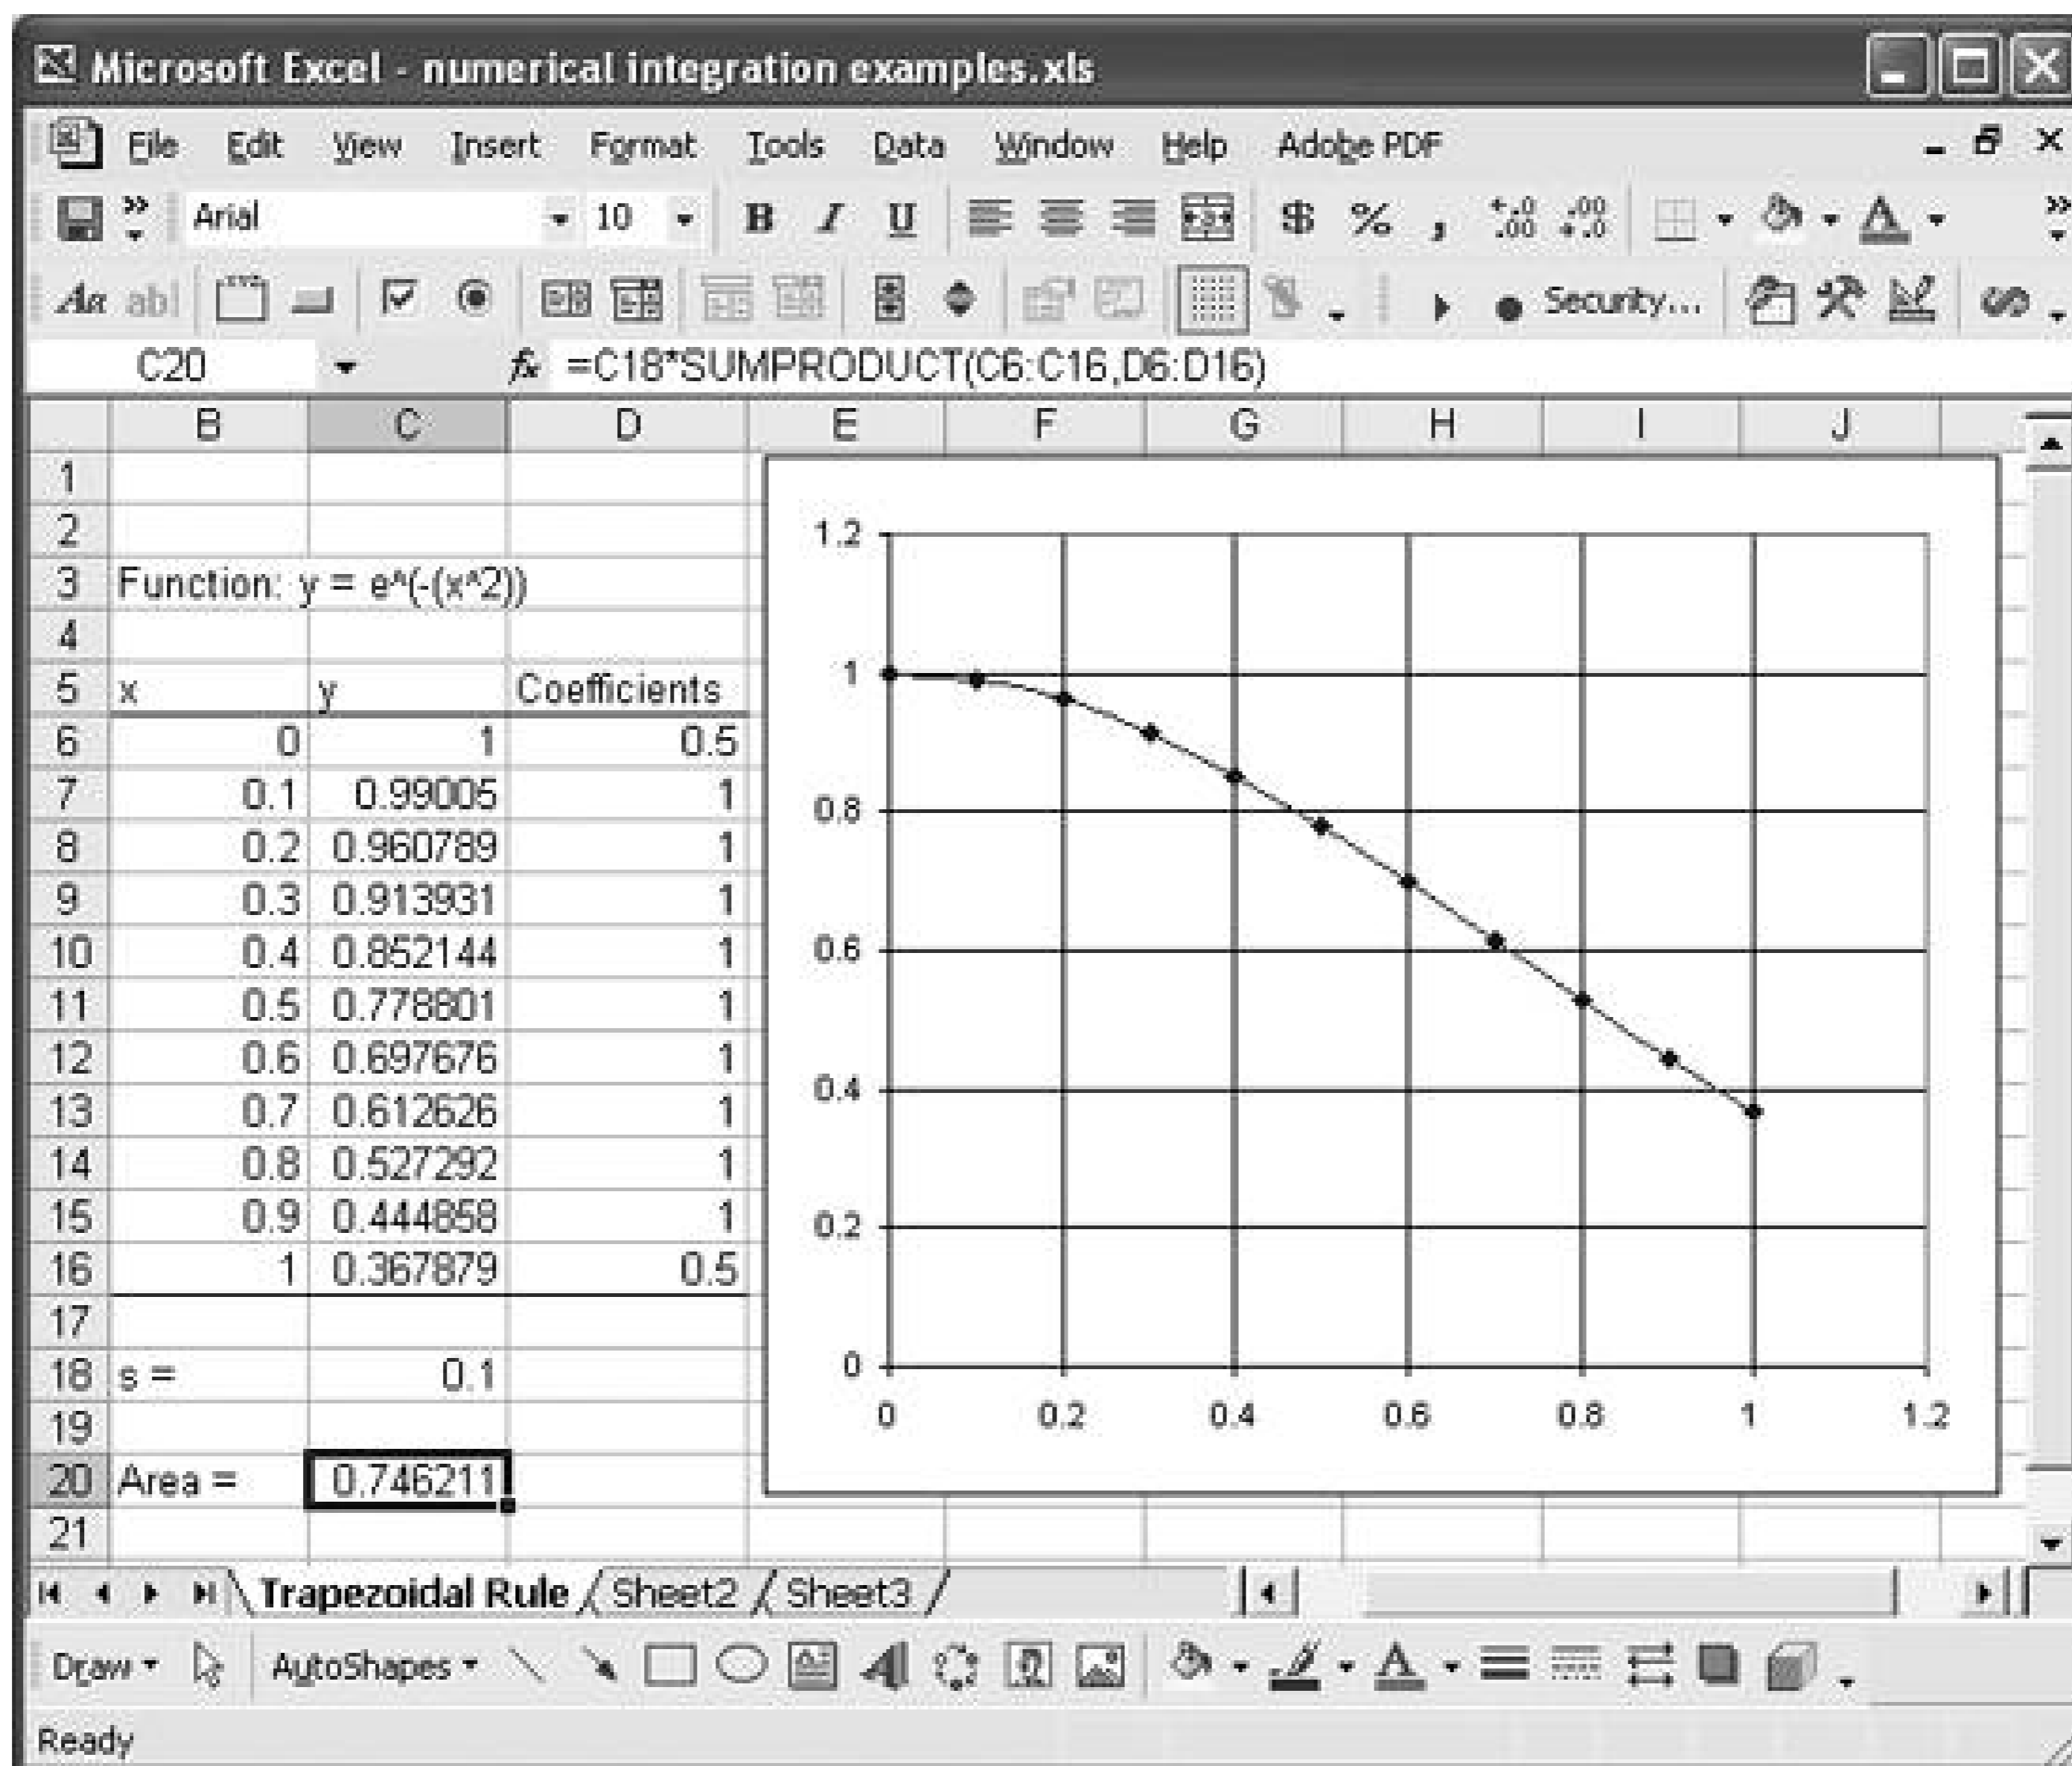 Microsoft Excel - numerical integration examples.xls
File Edit View Insert Format Tools Data Window Help Adobe PDF
Arial 10 B I U $ % ,
Aa ab Security...
C20 fx =C18*SUMPRODUCT(C6:C16,D6:D16)
B C D E F G H I J
1
2
3 Function: y = e^(-(x^2))
4
5 x y Coefficients
6 0 1 0.5
7 0.1 0.99005 1
8 0.2 0.960789 1
9 0.3 0.913931 1
10 0.4 0.852144 1
11 0.5 0.778801 1
12 0.6 0.697676 1
13 0.7 0.612626 1
14 0.8 0.527292 1
15 0.9 0.444858 1
16 1 0.367879 0.5
17
18 s = 0.1
19
20 Area = 0.746211
21
1.2
1
0.8
0.6
0.4
0.2
0
0 0.2 0.4 0.6 0.8 1 1.2
Trapezoidal Rule Sheet2 Sheet3
Draw AutoShapes
Ready